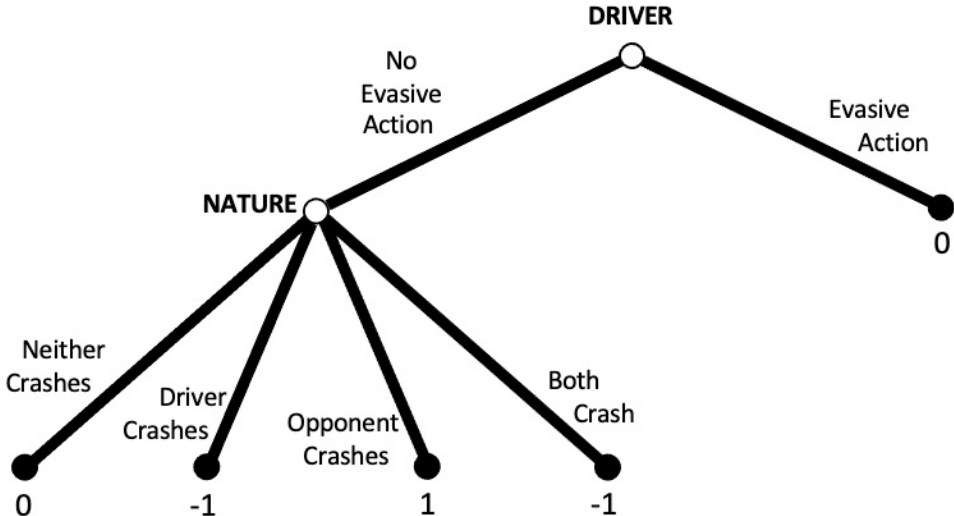 DRIVER
No
Evasive
Action
Evasive
Action
NATURE
0
Neither
Crashes
Driver
Crashes
Opponent
Crashes
Both
Crash
0
-1
1
-1